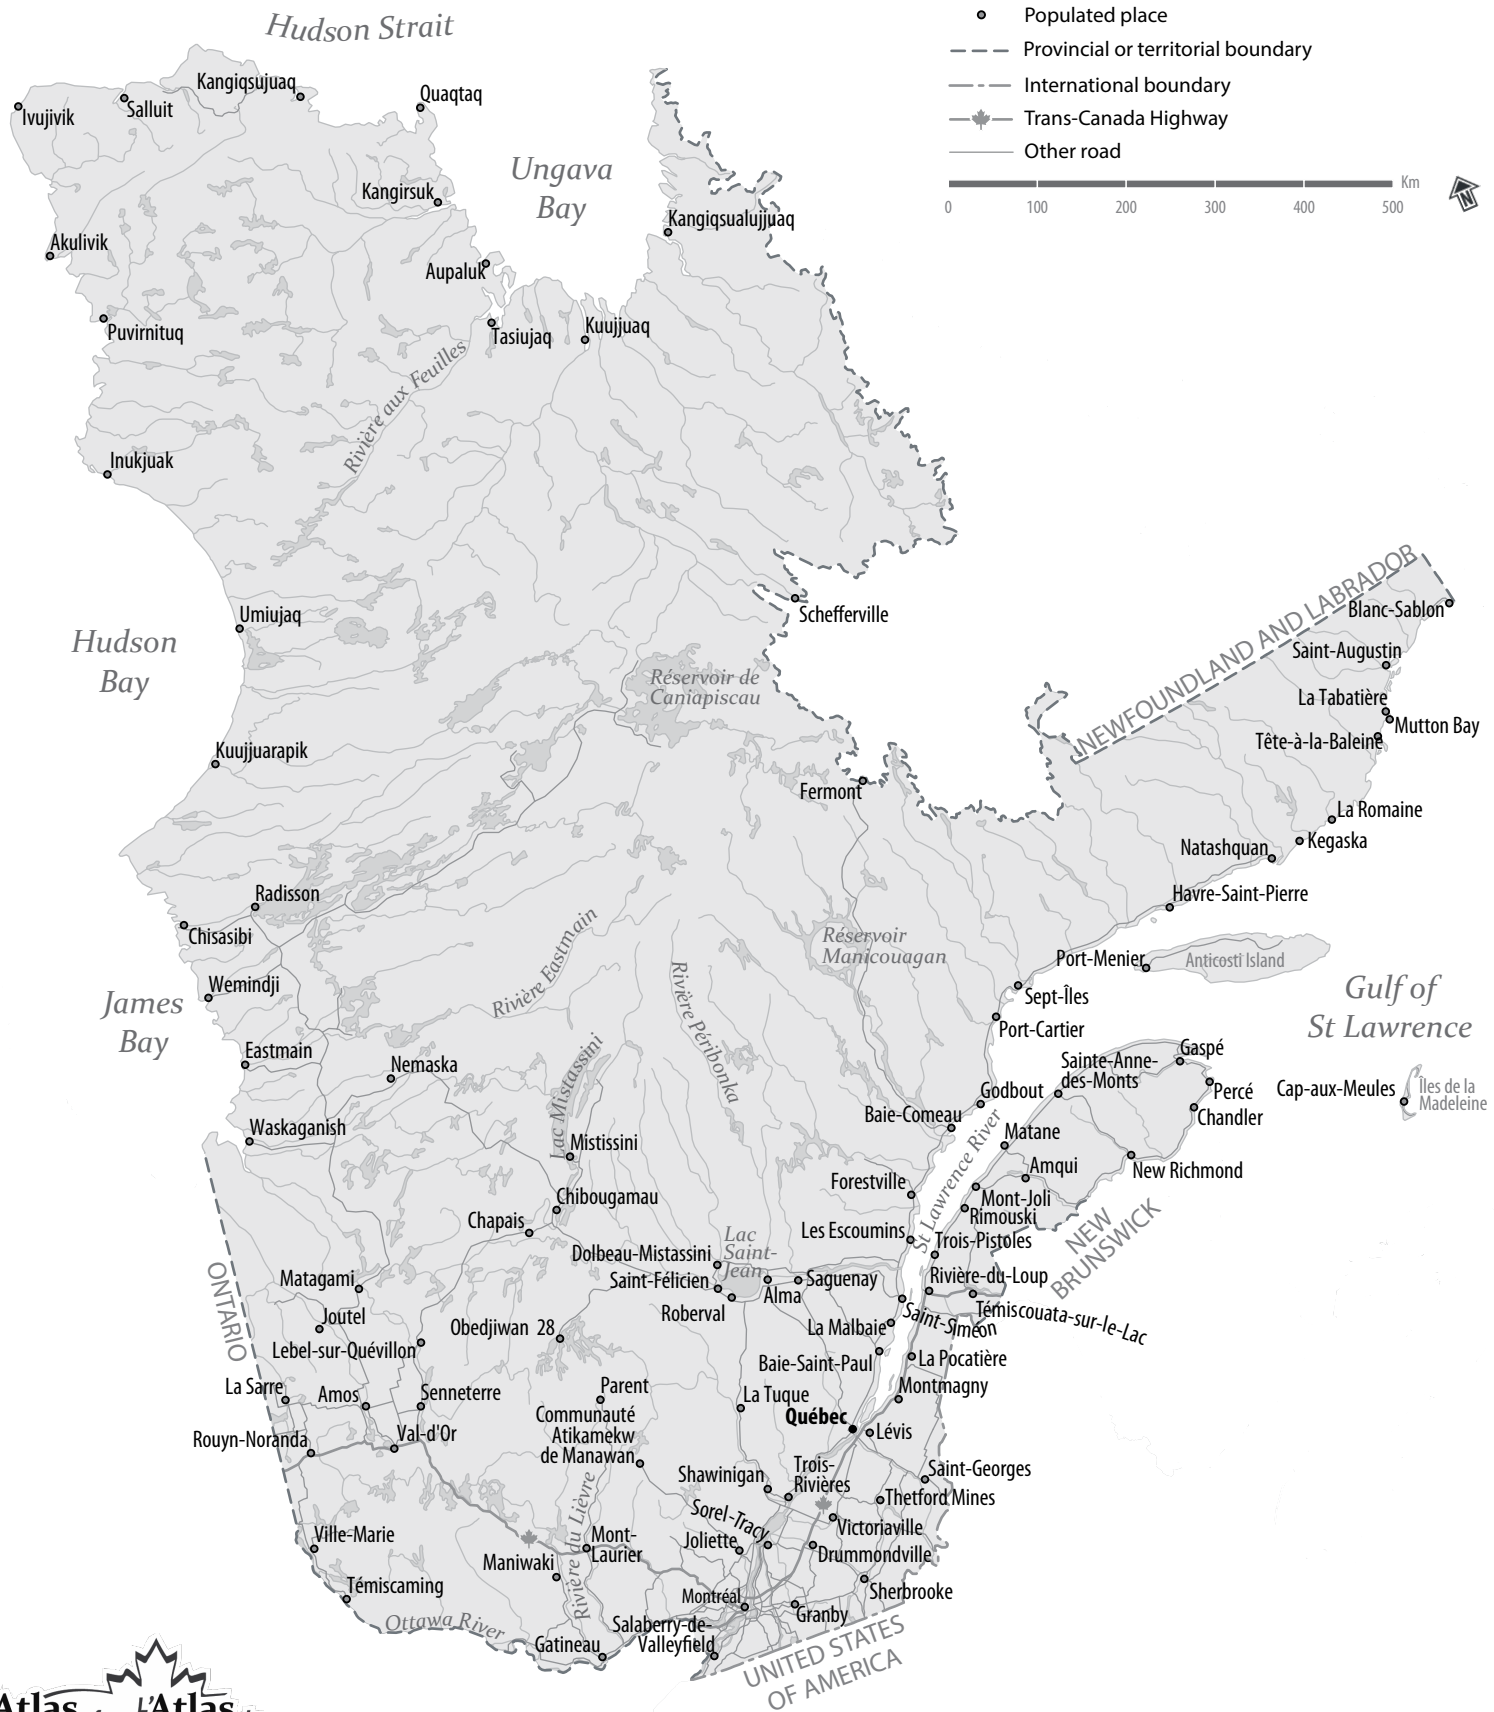 Hudson Strait
Populated place
Provincial or territorial boundary
International boundary
Trans-Canada Highway
Other road
Km
0 100 200 300 400 500
N
Kangiqsujuaq
Quaqtaq
Salluit
Ivujivik
Ungava
Bay
Kangirsuk
Kangiqsualujjuaq
Akulivik
Aupaluk
Puvirnituq
Tasiujaq
Kuujjuaq
Rivière aux Feuilles
Inukjuak
Umiujaq
Schefferville
Hudson
Bay
Réservoir de
Caniapiscau
NEWFOUNDLAND AND LABRADOR
Blanc-Sablon
Saint-Augustin
La Tabatière
Mutton Bay
Tête-à-la-Baleine
Kuujjuarapik
Fermont
La Romaine
Kegaska
Natashquan
Radisson
Havre-Saint-Pierre
Chisasibi
Rivière Eastmain
Réservoir
Manicouagan
Port-Menier
Anticosti Island
Wemindji
Rivière Péribonka
Sept-Îles
Gulf of
St Lawrence
James
Bay
Port-Cartier
Eastmain
Nemaska
Lac Mistassini
Gaspé
Sainte-Anne-
des-Monts
Percé
Cap-aux-Meules
Îles de la
Madeleine
Godbout
Chandler
Baie-Comeau
Waskaganish
Mistissini
St Lawrence River
Matane
Amqui
New Richmond
Forestville
Mont-Joli
Rimouski
Chibougamau
Chapais
Les Escoumins
Trois-Pistoles
NEW
BRUNSWICK
Lac
Saint-
Jean
Dolbeau-Mistassini
Saint-Félicien
Alma
Saguenay
Rivière-du-Loup
Roberval
Témiscouata-sur-le-Lac
Saint-Siméon
ONTARIO
Matagami
Joutel
Obedjiwan 28
La Malbaie
Lebel-sur-Quévillon
Baie-Saint-Paul
La Pocatière
La Sarre
Amos
Senneterre
Parent
La Tuque
Montmagny
Communauté
Atikamekw
de Manawan
Québec
Lévis
Rouyn-Noranda
Val-d'Or
Shawinigan
Trois-
Rivières
Saint-Georges
Thetford Mines
Sorel-Tracy
Victoriaville
Ville-Marie
Rivière du Lièvre
Mont-
Laurier
Joliette
Drummondville
Maniwaki
Témiscaming
Montréal
Sherbrooke
Granby
Ottawa River
Salaberry-de-
Valleyfield
Gatineau
UNITED STATES
OF AMERICA
Atlas L'Atlas